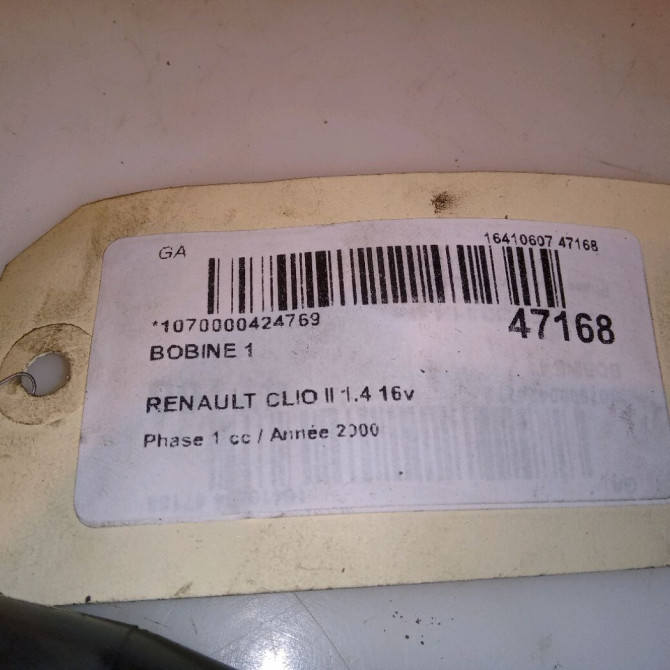 GA
16410607 47168
*1070000424769
47168
BOBINE 1
RENAULT CLIO II 1.4 16v
Phase 1 cc / Année 2000